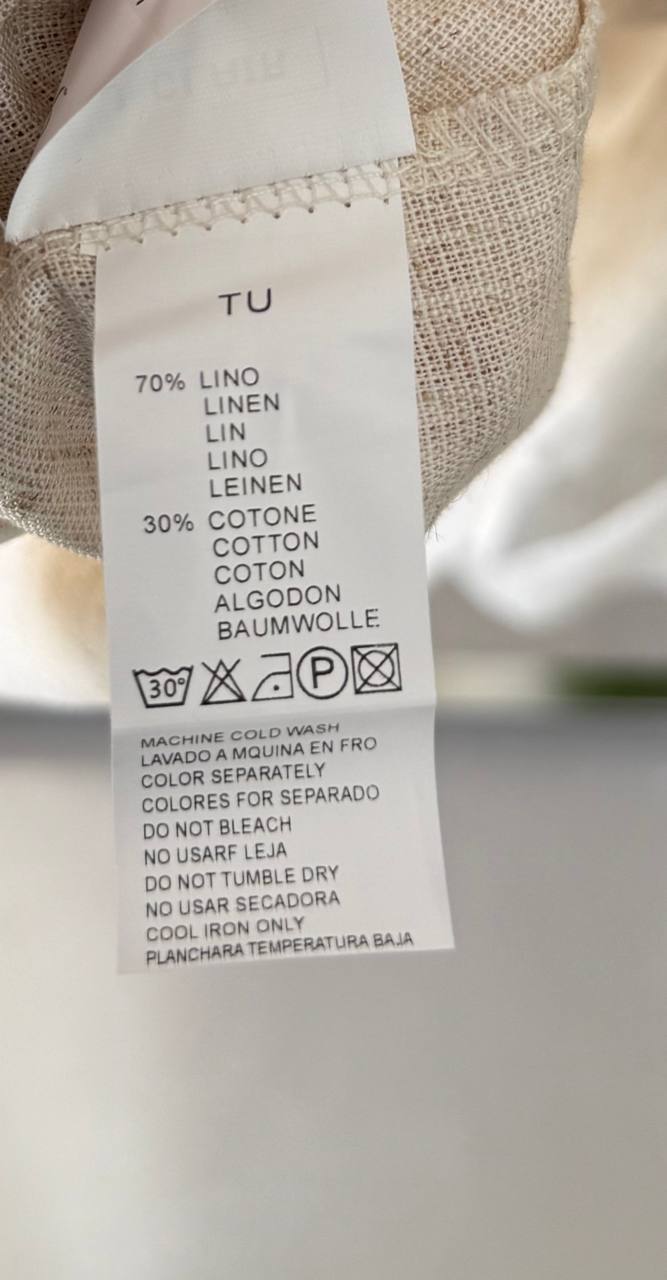 TU
70% LINO
LINEN
LIN
LINO
LEINEN
30% COTONE
COTTON
COTON
ALGODON
BAUMWOLLE
30° P
MACHINE COLD WASH
LAVADO A MQUINA EN FRO
COLOR SEPARATELY
COLORES FOR SEPARADO
DO NOT BLEACH
NO USARF LEJA
DO NOT TUMBLE DRY
NO USAR SECADORA
COOL IRON ONLY
PLANCHARA TEMPERATURA BAJA